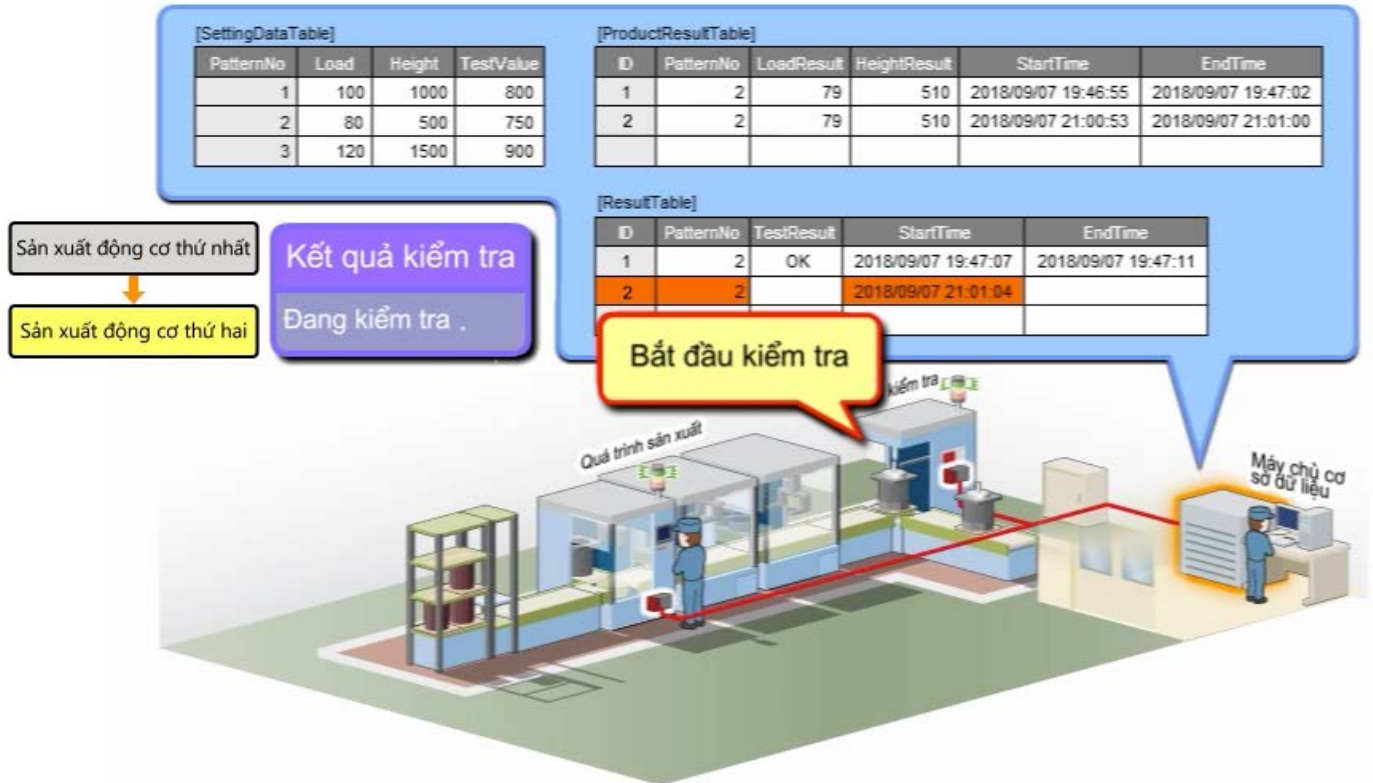 [SettingDataTable]
PatternNo Load Height TestValue
1 100 1000 800
2 80 500 750
3 120 1500 900
[ProductResultTable]
ID PatternNo LoadResult HeightResult StartTime EndTime
1 2 79 510 2018/09/07 19:46:55 2018/09/07 19:47:02
2 2 79 510 2018/09/07 21:00:53 2018/09/07 21:01:00
[ResultTable]
ID PatternNo TestResult StartTime EndTime
1 2 OK 2018/09/07 19:47:07 2018/09/07 19:47:11
2 2 2018/09/07 21:01:04
Sản xuất động cơ thứ nhất
Sản xuất động cơ thứ hai
Kết quả kiểm tra
Đang kiểm tra .
Bắt đầu kiểm tra
kiểm tra
Quá trình sản xuất
Máy chủ cơ
sở dữ liệu